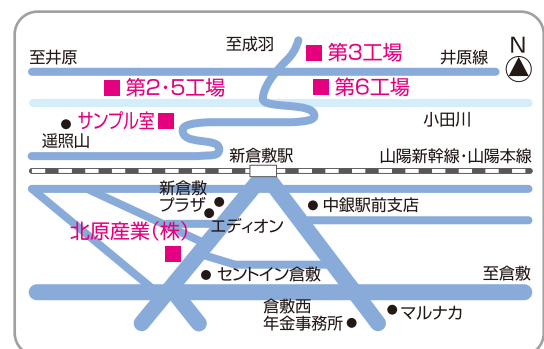 至成羽
N
第3工場
至井原
井原線
第2・5工場
第6工場
サンプル室
小田川
遥照山
新倉敷駅
山陽新幹線・山陽本線
新倉敷
プラザ
中銀駅前支店
エディオン
北原産業(株)
セントイン倉敷
至倉敷
倉敷西
年金事務所
マルナカ